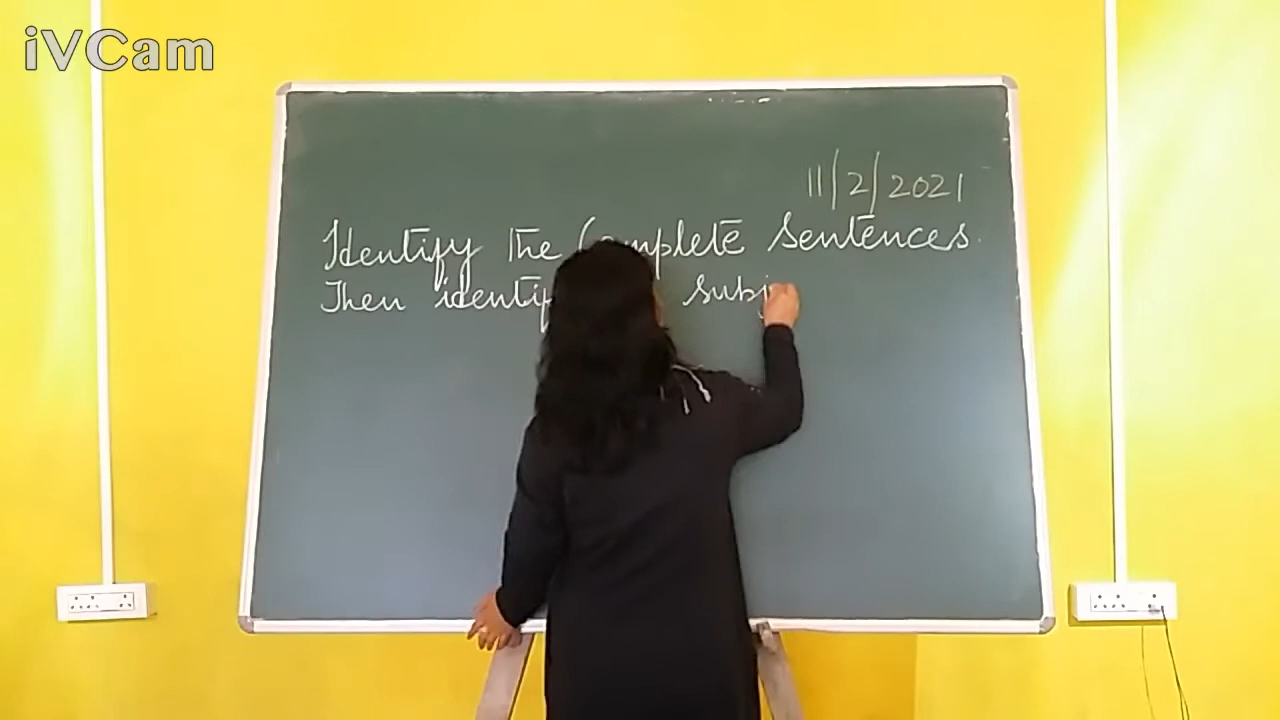 iVCam
11/2/2021
Identify the Complete Sentences.
Then identify subj